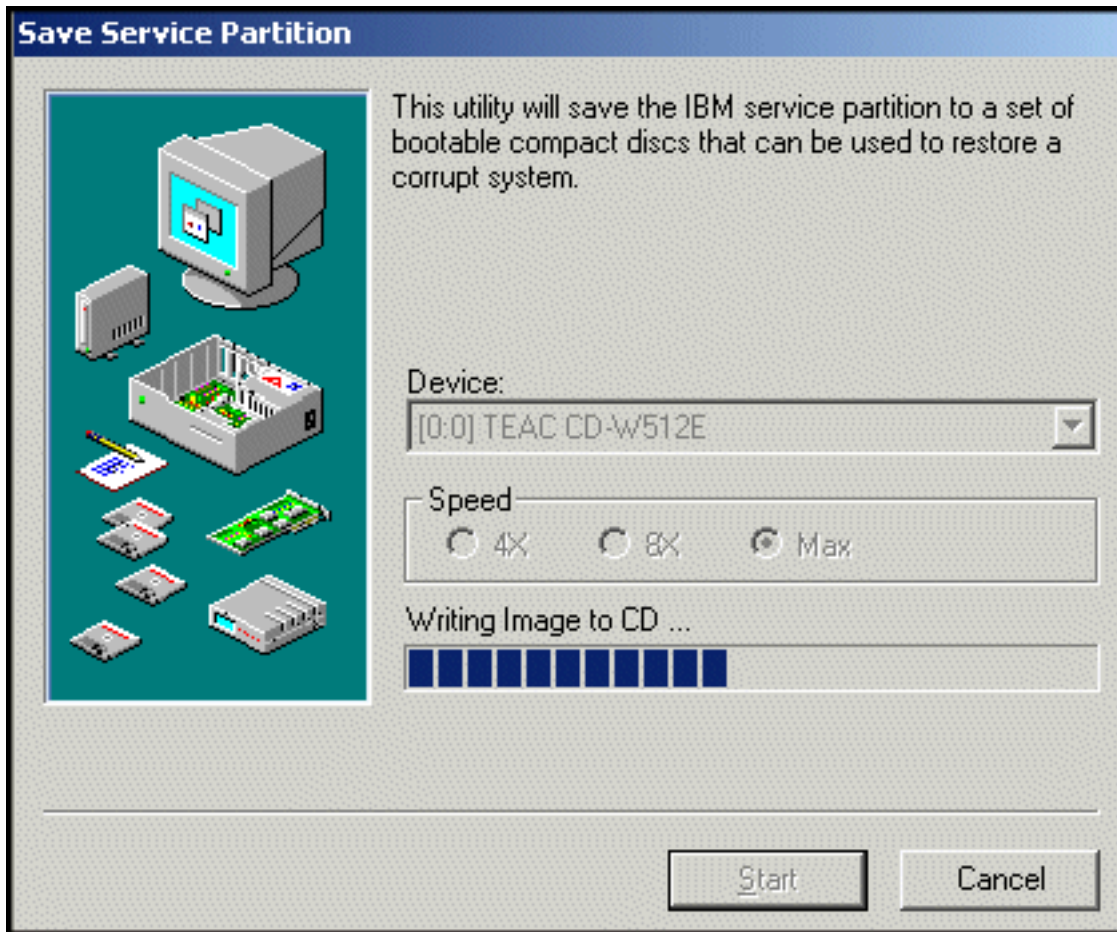 Save Service Partition
This utility will save the IBM service partition to a set of
bootable compact discs that can be used to restore a
corrupt system.
Device:
[0:0] TEAC CD-W512E
Speed
4X 8X Max
Writing Image to CD ...
Start Cancel